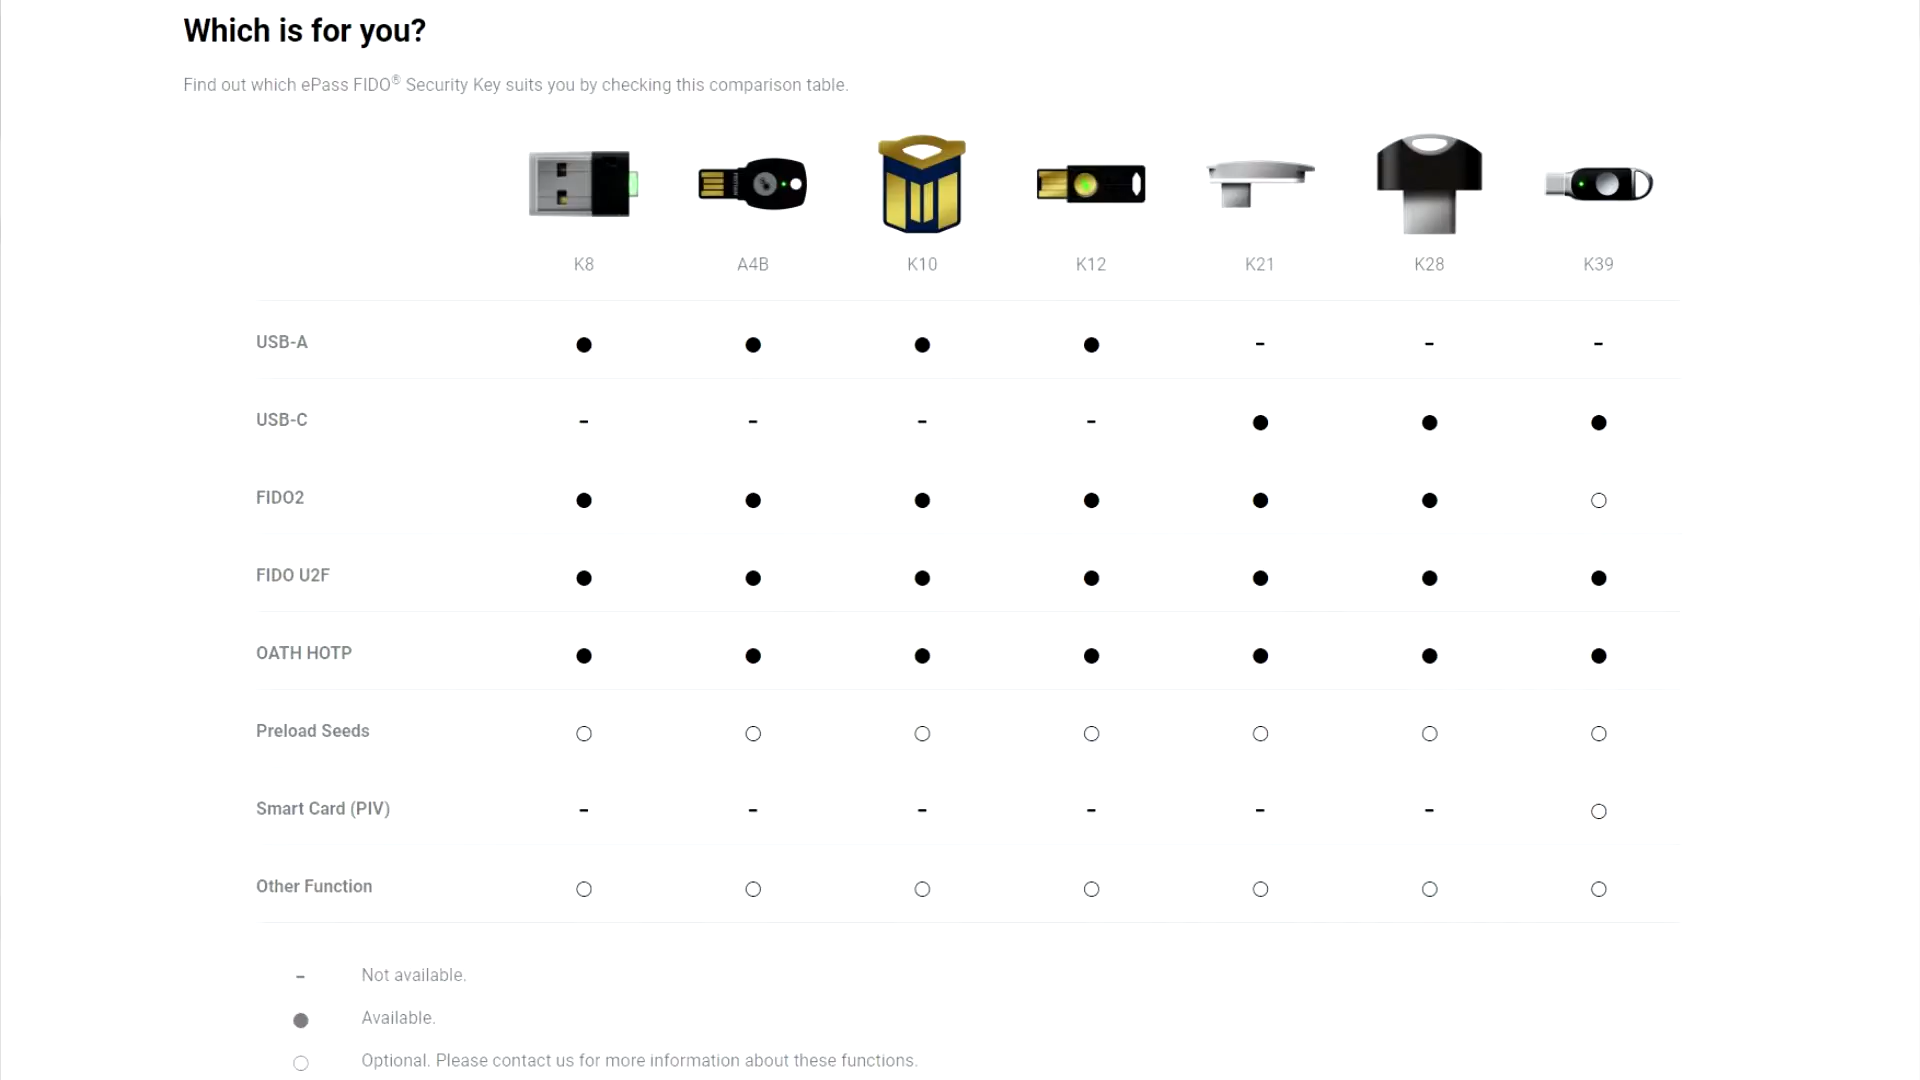 Which is for you?
Find out which ePass FIDO® Security Key suits you by checking this comparison table.
K8 A4B K10 K12 K21 K28 K39
USB-A ● ● ● ● - - -
USB-C - - - - ● ● ●
FIDO2 ● ● ● ● ● ● ○
FIDO U2F ● ● ● ● ● ● ●
OATH HOTP ● ● ● ● ● ● ●
Preload Seeds ○ ○ ○ ○ ○ ○ ○
Smart Card (PIV) - - - - - - ○
Other Function ○ ○ ○ ○ ○ ○ ○
- Not available.
● Available.
○ Optional. Please contact us for more information about these functions.